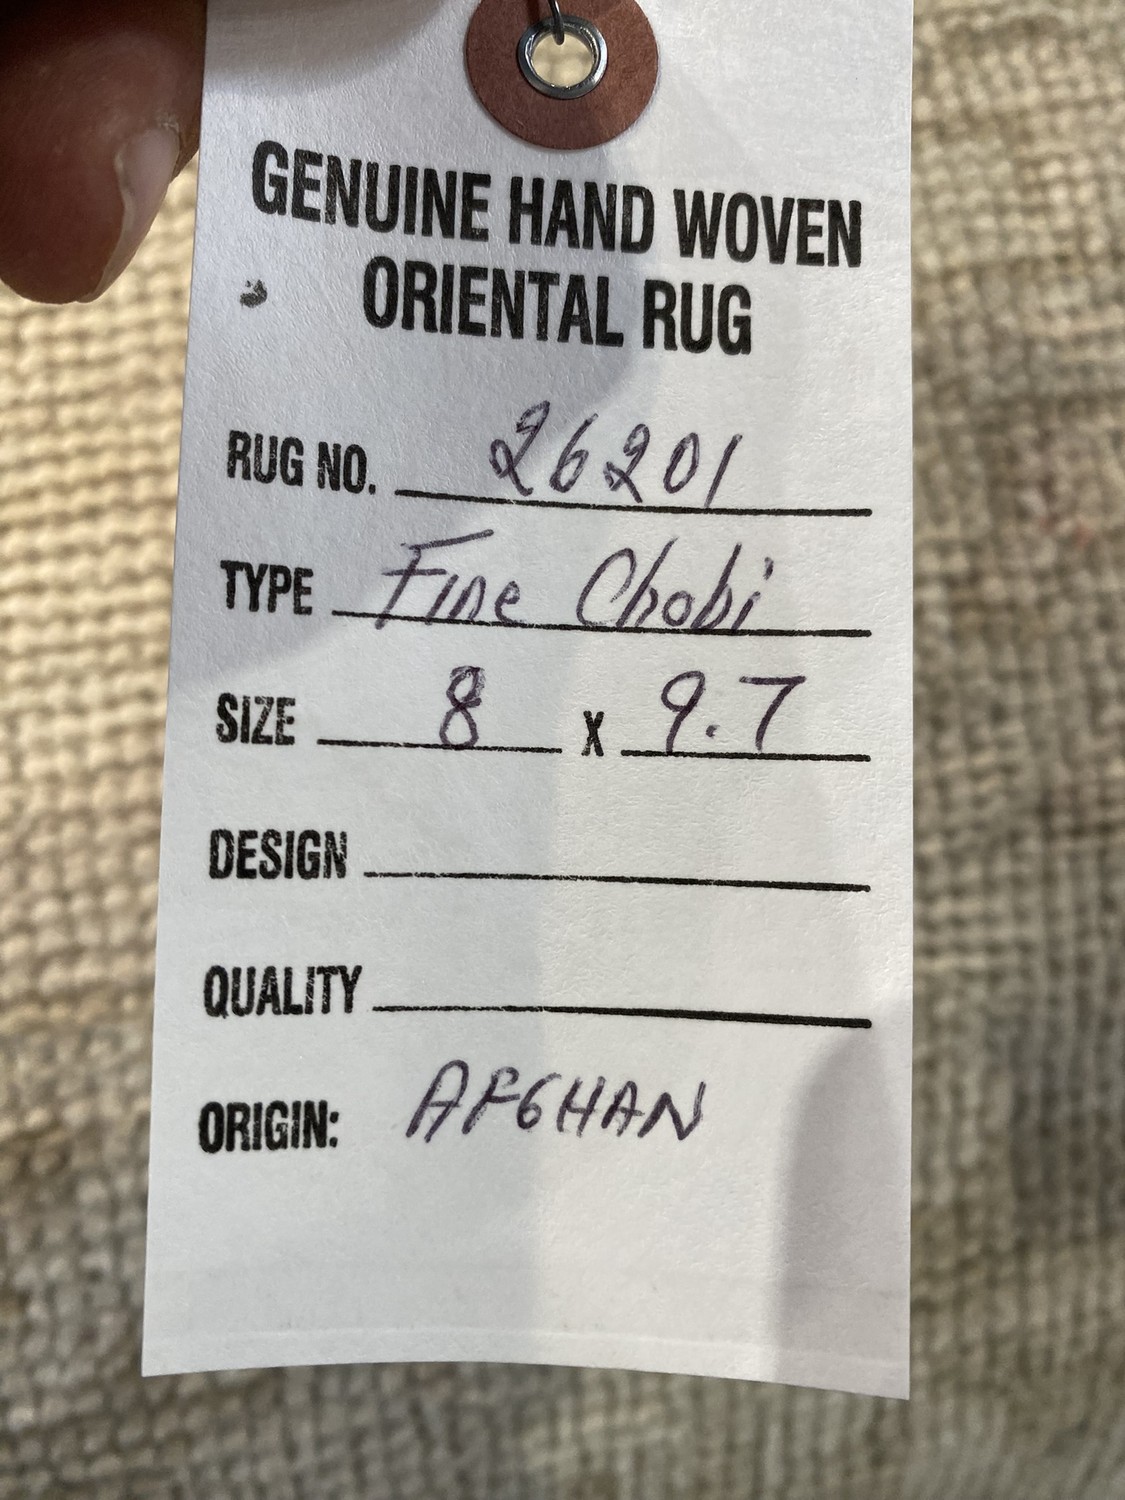 GENUINE HAND WOVEN
ORIENTAL RUG
RUG NO. 26201
TYPE Fine Chobi
SIZE 8 X 9.7
DESIGN
QUALITY
ORIGIN: AFGHAN